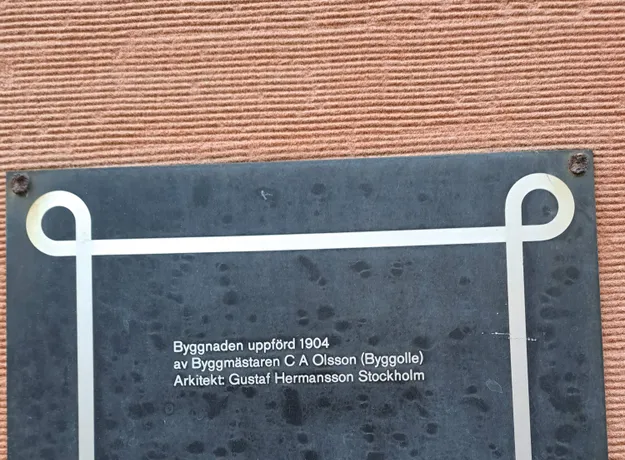 Byggnaden uppförd 1904
av Byggmästaren C A Olsson (Byggolle)
Arkitekt: Gustaf Hermansson Stockholm